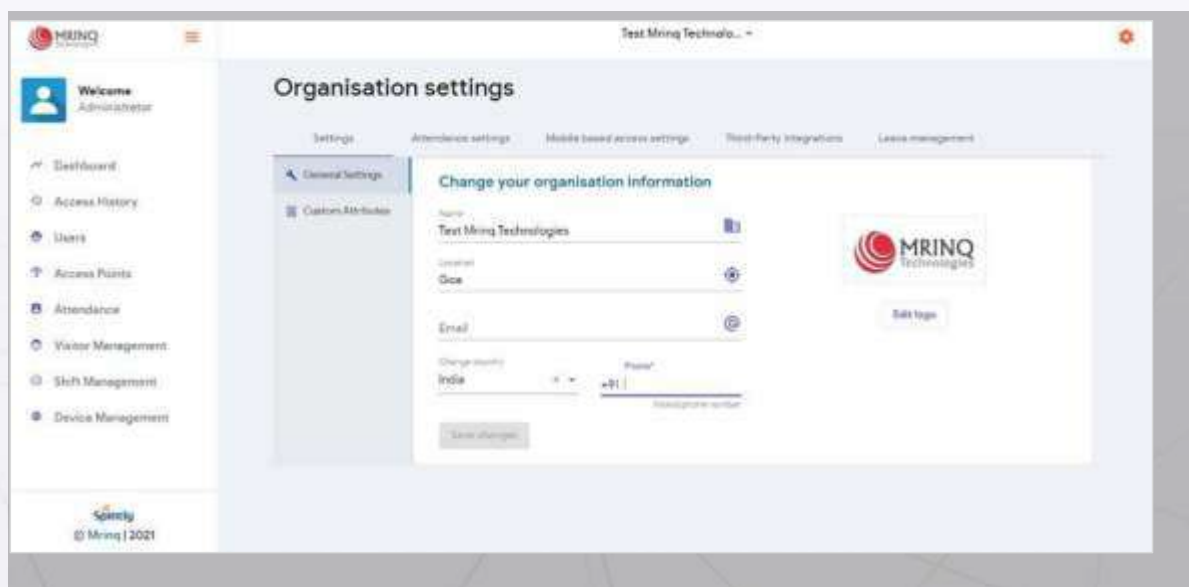 MRINQ
Technologies
Test Mrinq Technolo...
Welcome
Administrator
Dashboard
Access History
Users
Access Points
Attendance
Visitor Management
Shift Management
Device Management
Spintly
© Mrinq | 2021
Organisation settings
Settings
Attendance settings
Mobile based access settings
Third-Party Integrations
Leave management
General Settings
Custom Attributes
Change your organisation information
Name
Test Mrinq Technologies
Location
Goa
Email
Change country
India
Phone*
+91
Save changes
MRINQ
Technologies
Edit logo